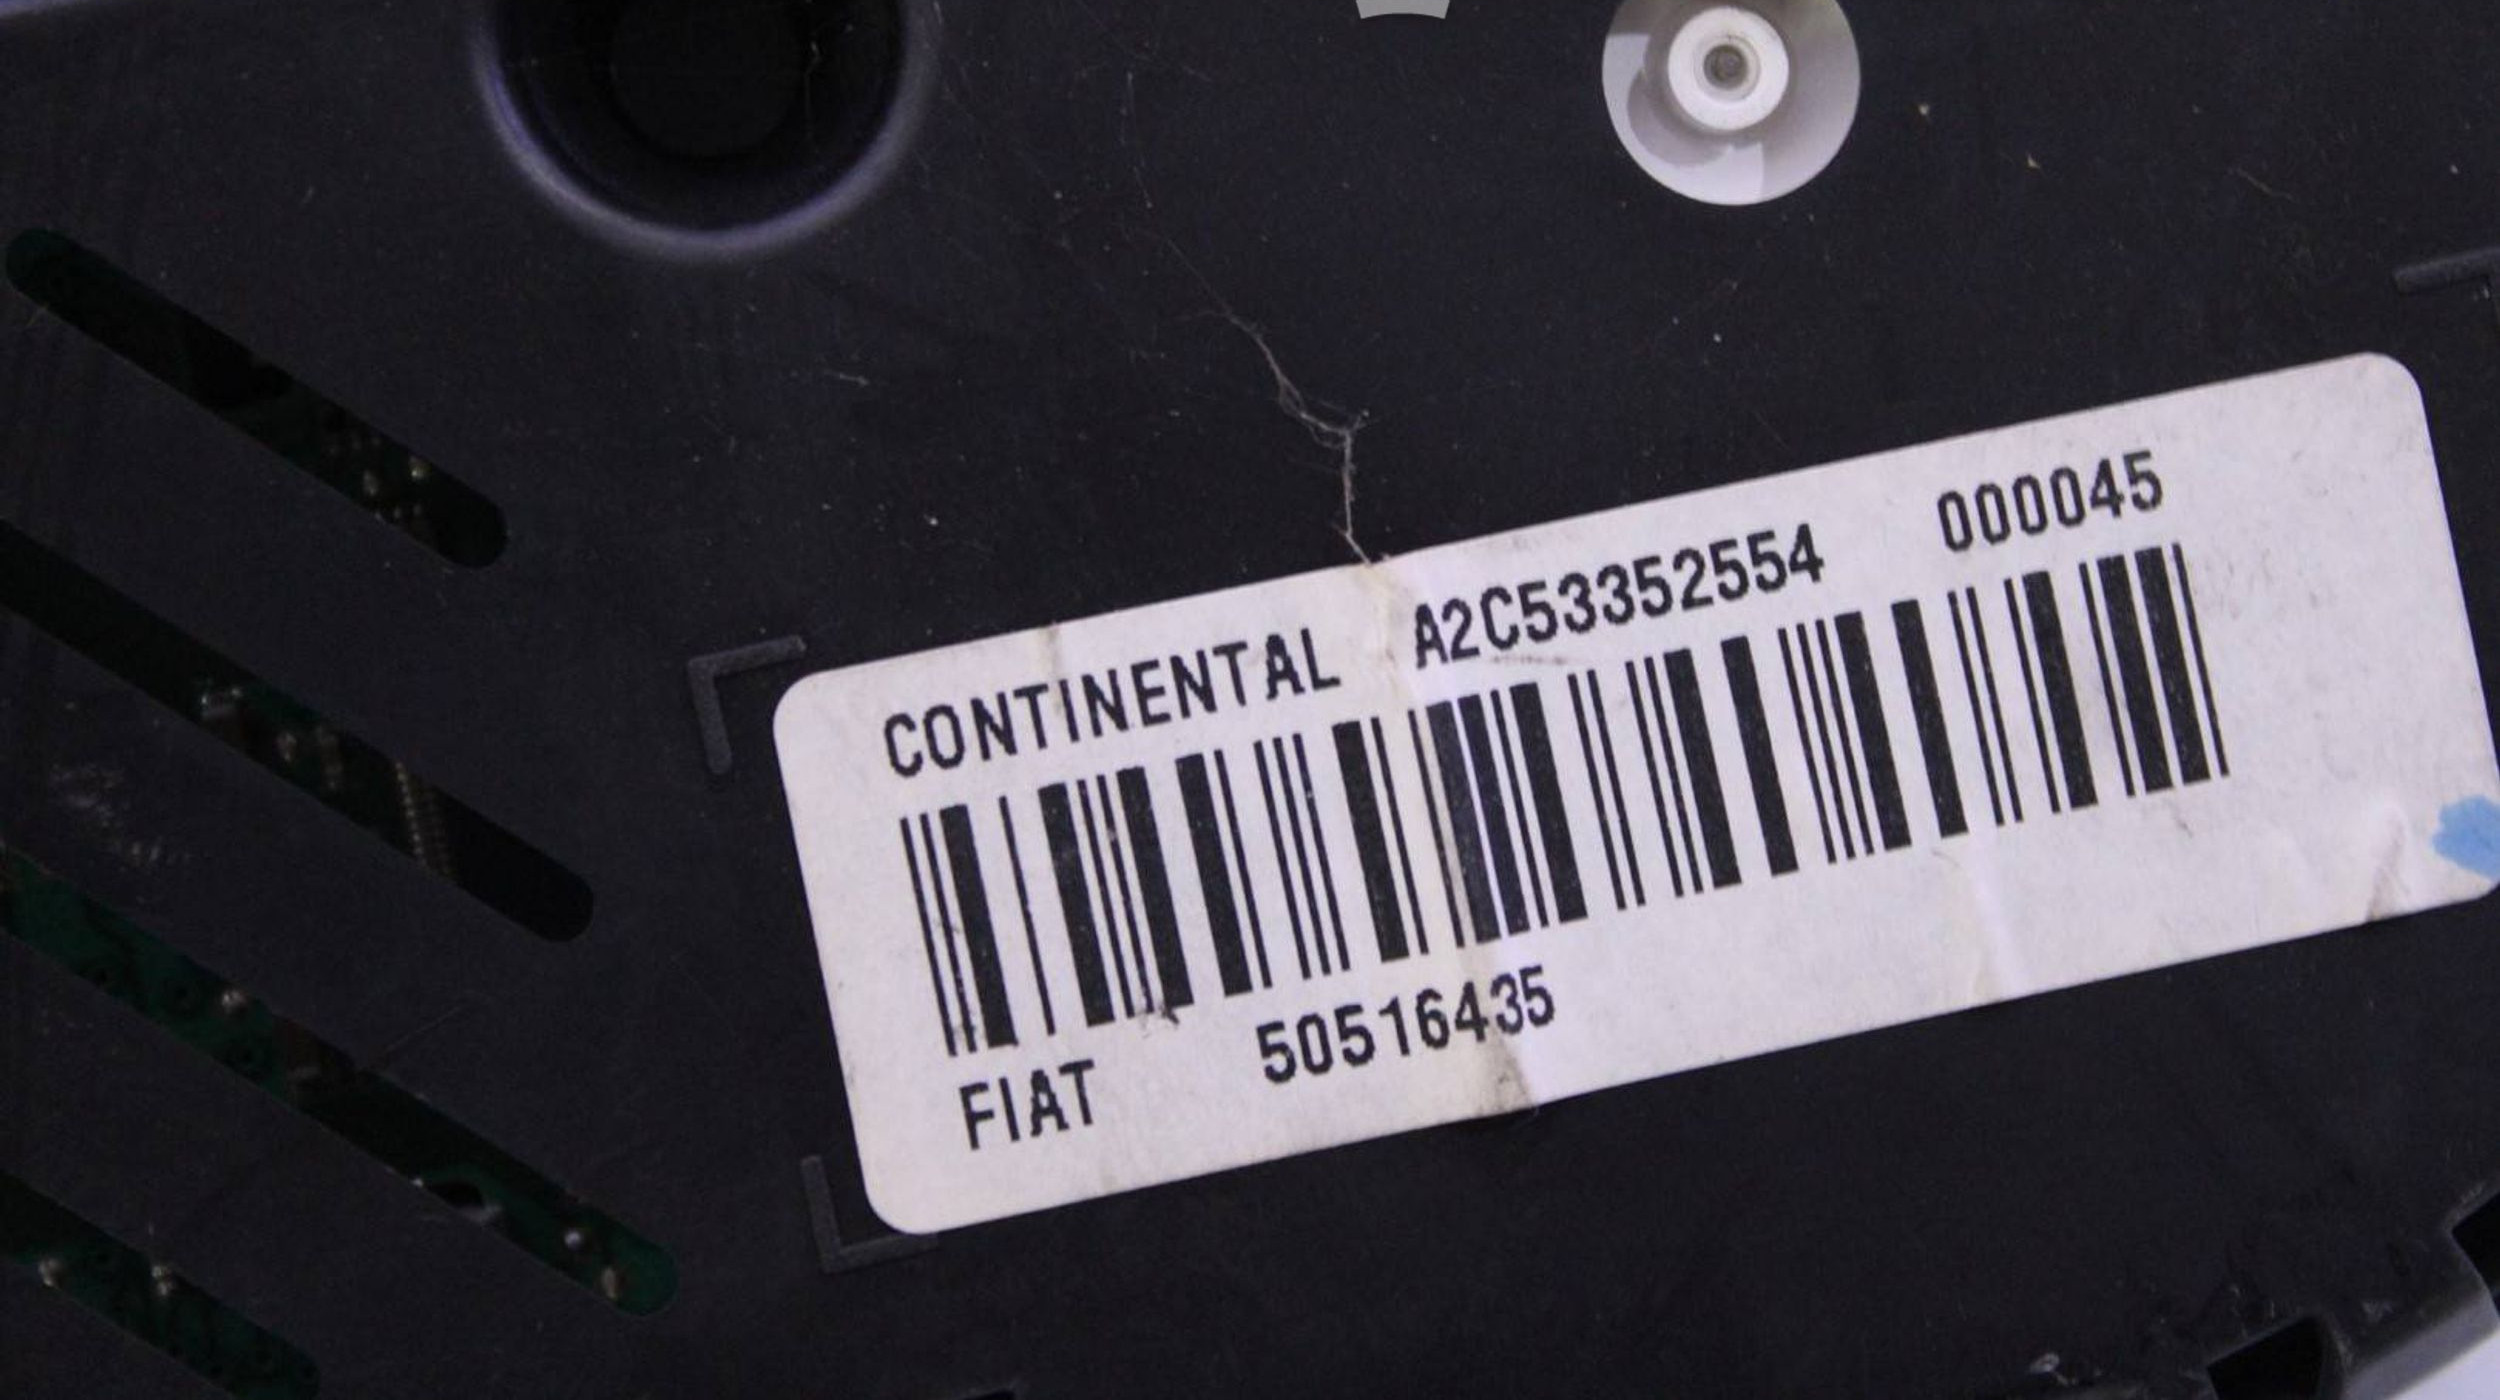 CONTINENTAL A2C53352554 000045
FIAT 50516435